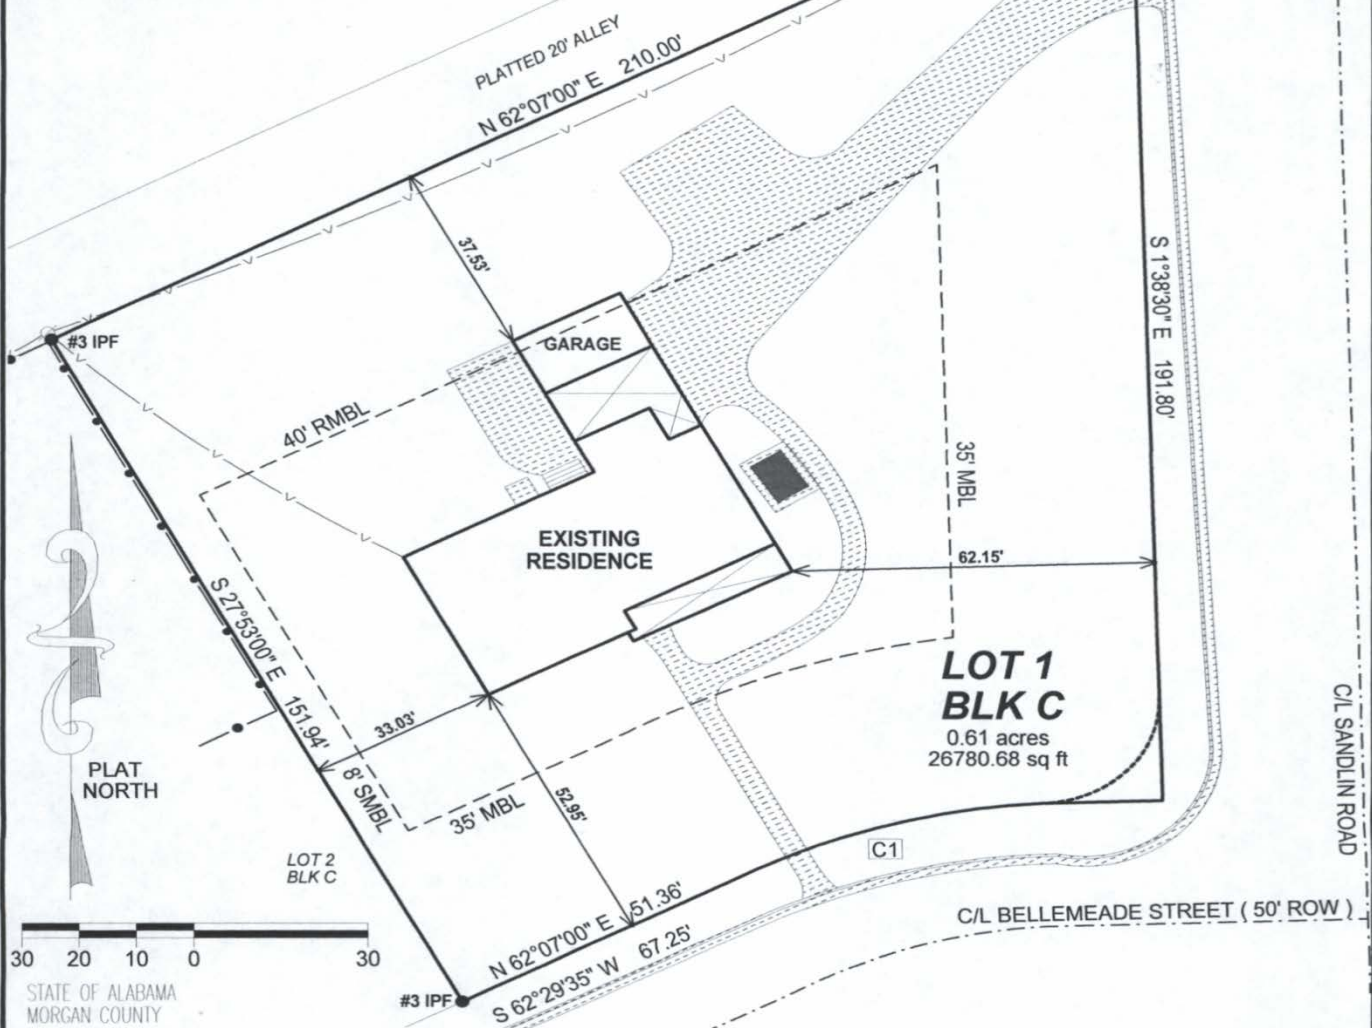 PLATTED 20' ALLEY
N 62°07'00" E 210.00'
37.53'
#3 IPF
GARAGE
40' RMBL
S 1°38'30" E 191.80'
35' MBL
EXISTING
RESIDENCE
62.15'
S 27°53'00" E 151.94'
LOT 1
BLK C
0.61 acres
26780.68 sq ft
33.03'
PLAT
NORTH
8' SMBL
35' MBL
52.95'
C/L SANDLIN ROAD
LOT 2
BLK C
C1
C/L BELLEMEADE STREET ( 50' ROW )
N 62°07'00" E 51.36'
S 62°29'35" W 67.25'
#3 IPF
30 20 10 0 30
STATE OF ALABAMA
MORGAN COUNTY